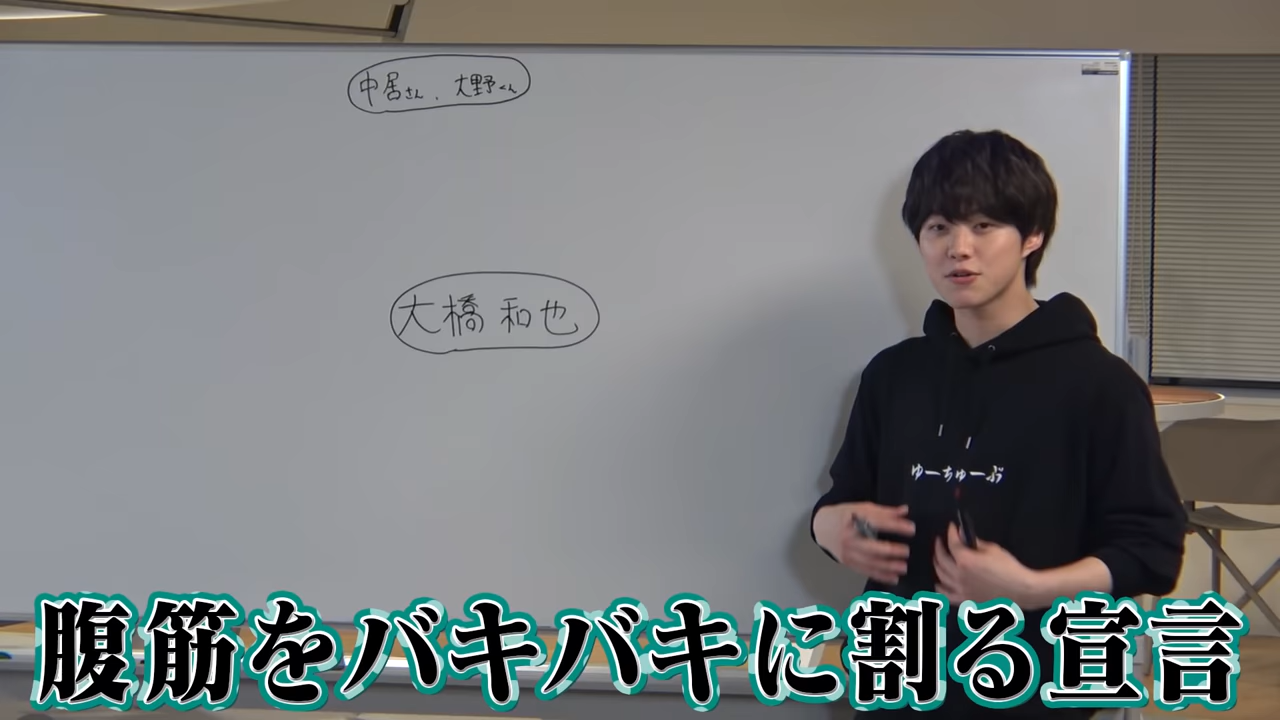 中居さん、大野くん
大橋和也
ゆーちゅーぶ
腹筋をバキバキに割る宣言